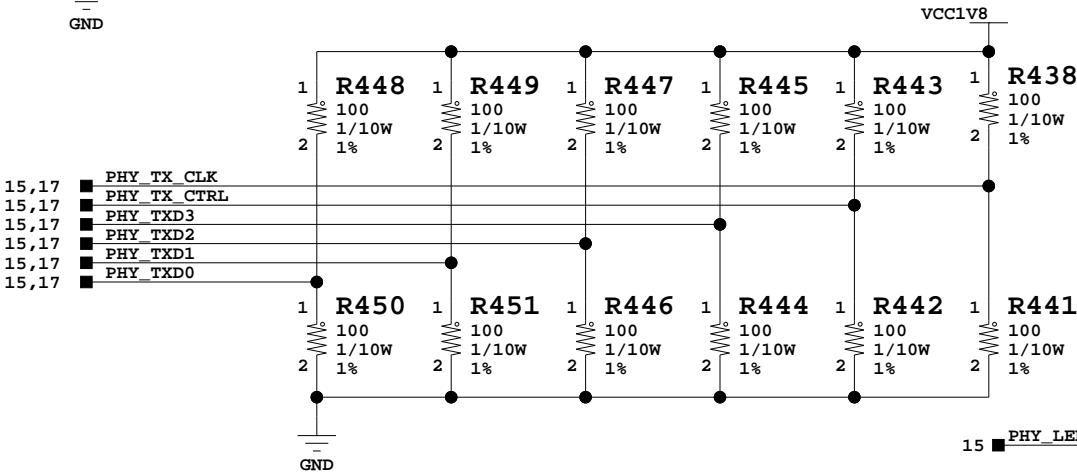 GND
VCC1V8
1 R448 1 R449 1 R447 1 R445 1 R443 1 R438
100 100 100 100 100 100
1/10W 1/10W 1/10W 1/10W 1/10W 1/10W
2 1% 2 1% 2 1% 2 1% 2 1% 2 1%
15,17 PHY_TX_CLK
15,17 PHY_TX_CTRL
15,17 PHY_TXD3
15,17 PHY_TXD2
15,17 PHY_TXD1
15,17 PHY_TXD0
1 R450 1 R451 1 R446 1 R444 1 R442 1 R441
100 100 100 100 100 100
1/10W 1/10W 1/10W 1/10W 1/10W 1/10W
2 1% 2 1% 2 1% 2 1% 2 1% 2 1%
15 PHY_LE
GND